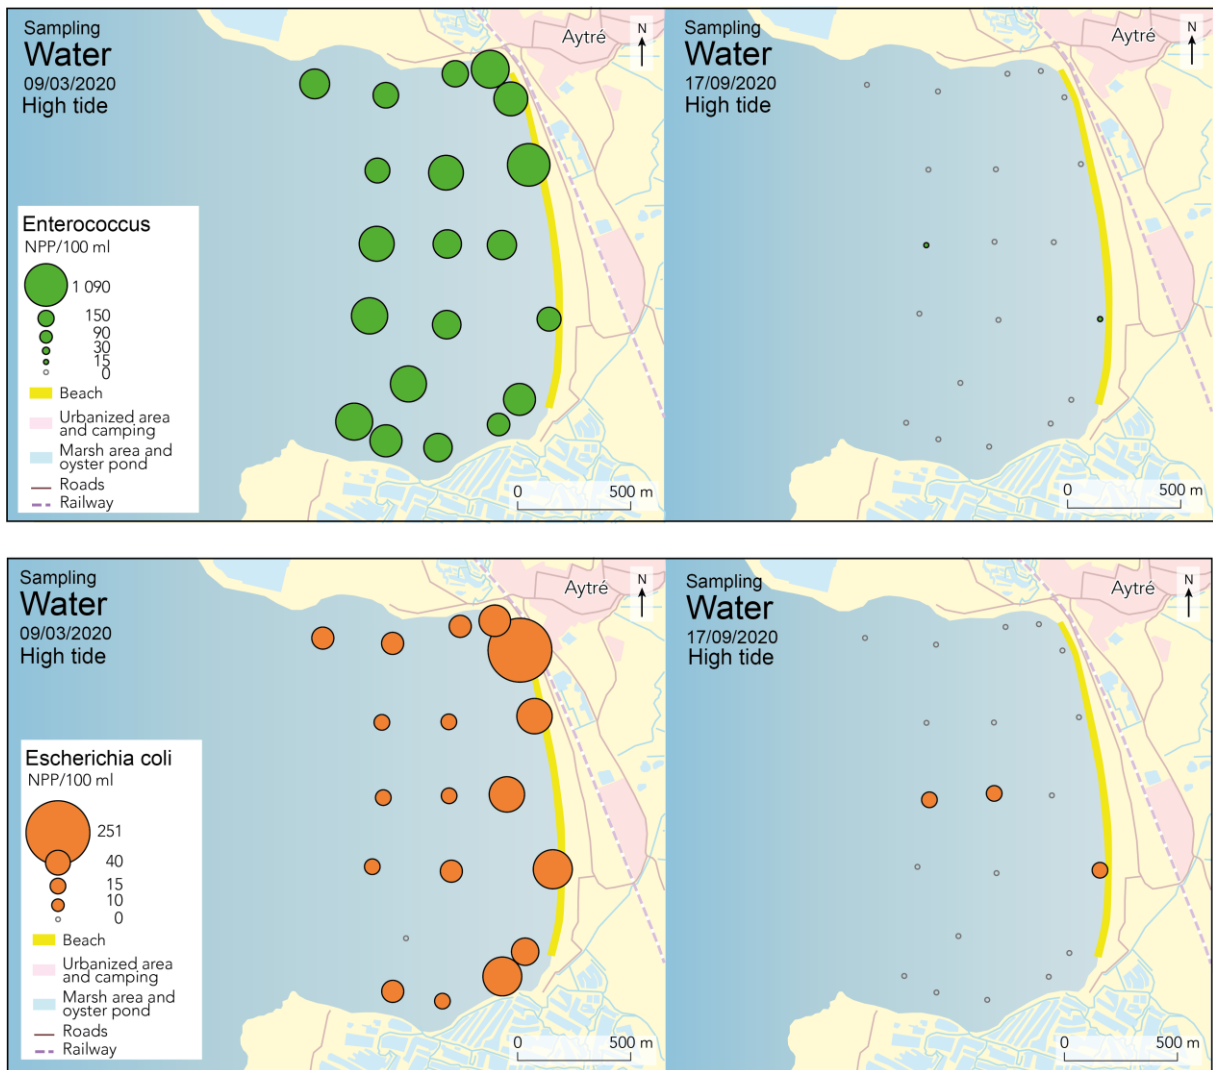 Sampling
Water
09/03/2020
High tide
Aytré
N
Enterococcus
NPP/100 ml
1 090
150
90
30
15
0
Beach
Urbanized area
and camping
Marsh area and
oyster pond
Roads
Railway
0 500 m
Sampling
Water
17/09/2020
High tide
Aytré
N
0 500 m
Sampling
Water
09/03/2020
High tide
Aytré
N
Escherichia coli
NPP/100 ml
251
40
15
10
0
Beach
Urbanized area
and camping
Marsh area and
oyster pond
Roads
Railway
0 500 m
Sampling
Water
17/09/2020
High tide
Aytré
N
0 500 m